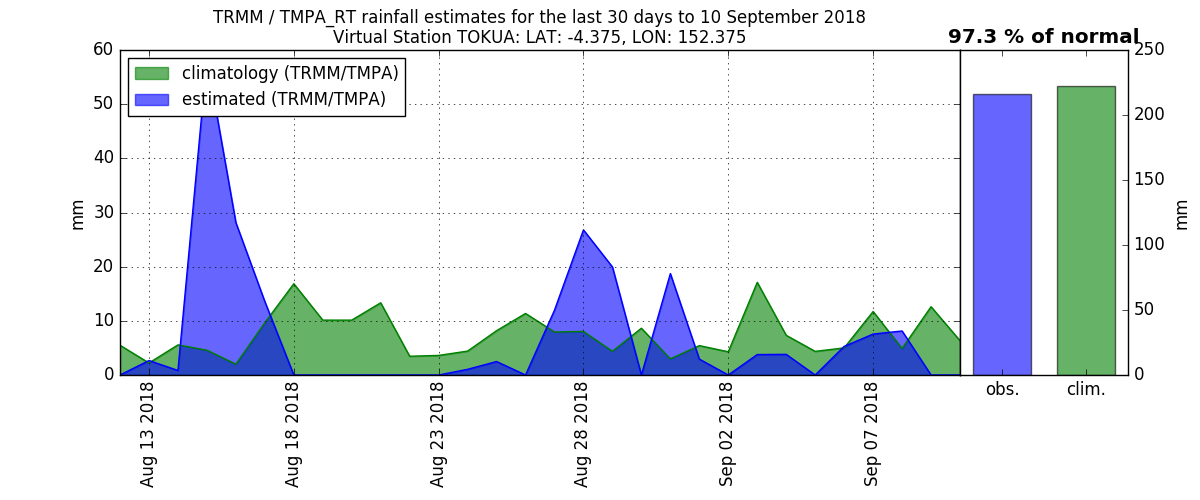 TRMM / TMPA_RT rainfall estimates for the last 30 days to 10 September 2018
Virtual Station TOKUA: LAT: -4.375, LON: 152.375
97.3 % of normal
climatology (TRMM/TMPA)
estimated (TRMM/TMPA)
60
50
40
30
20
10
0
mm
Aug 13 2018
Aug 18 2018
Aug 23 2018
Aug 28 2018
Sep 02 2018
Sep 07 2018
250
200
150
100
50
0
mm
obs.
clim.